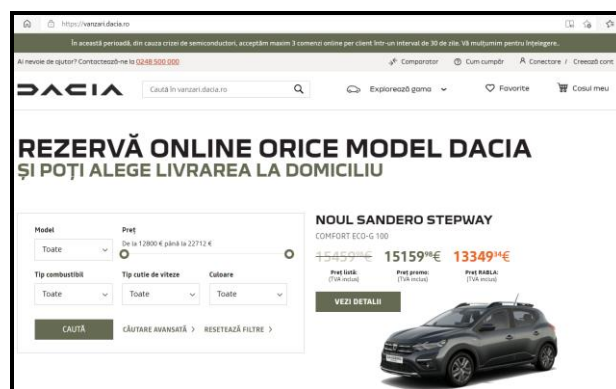 https://vanzari.dacia.ro
În această perioadă, din cauza crizei de semiconductori, acceptăm maxim 3 comenzi online per client într-un interval de 30 de zile. Vă mulțumim pentru înțelegere..
Ai nevoie de ajutor? Contactează-ne la 0248 500 000
Comparator
Cum cumpăr
Conectare / Creează cont
DACIA
Caută în vanzari.dacia.ro
Explorează gama
Favorite
Coșul meu
REZERVĂ ONLINE ORICE MODEL DACIA
ȘI POȚI ALEGE LIVRAREA LA DOMICILIU
Model
Toate
Preț
De la 12800 € până la 22712 €
Tip combustibil
Toate
Tip cutie de viteze
Toate
Culoare
Toate
CAUTĂ
CĂUTARE AVANSATĂ >
RESETEAZĂ FILTRE >
NOUL SANDERO STEPWAY
COMFORT ECO-G 100
15159⁹⁸€ 13349¹⁴€
Preț listă: Preț promo: Preț RABLA:
(TVA inclus) (TVA inclus) (TVA inclus)
VEZI DETALII